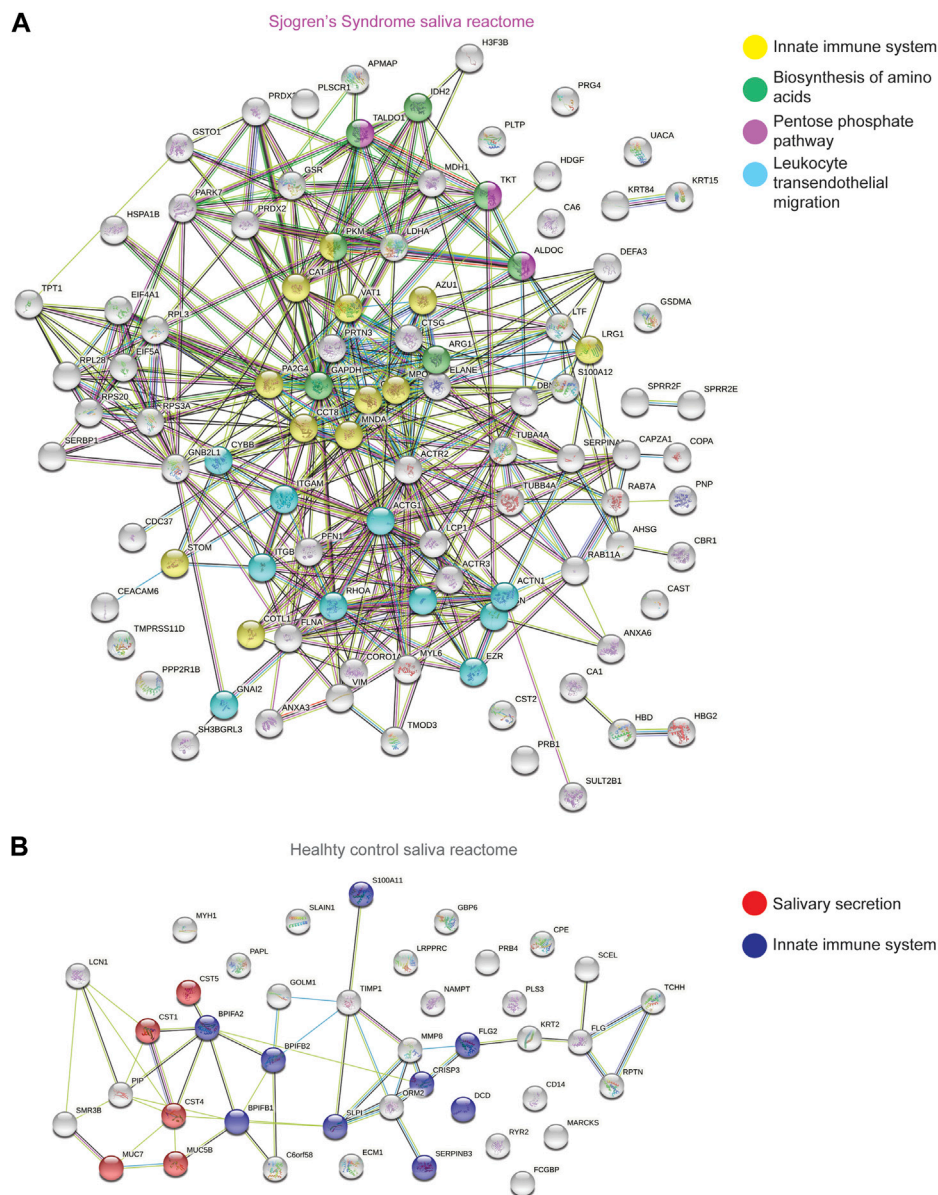 A
Sjogren's Syndrome saliva reactome
H3F3B
APMAP
PLSCR1
IDH2
PRG4
TALDO1
PLTP
UACA
GSTO1
GSR
MDH1
HDGF
TKT
KRT84
KRT15
PARK7
PRDX2
CA6
HSPA1B
PKM
LDHA
ALDOC
DEFA3
CAT
TPT1
EIF4A1
VAT1
AZU1
GSDMA
RPL3
LTF
CTSG
LRG1
PRTN3
EIF5A
ARG1
RPL28
PA2G4
GAPDH
ELANE
S100A12
SPRR2F
SPRR2E
RPS20
RPS3A
CCT8
MNDA
SERBP1
CYBB
TUBA4A
CAPZA1
COPA
GNB2L1
ACTR2
ITGAM
TUBB4A
RAB7A
PNP
ACTG1
CDC37
PFN1
LCP1
AHSG
CBR1
STOM
RAB11A
ACTR3
CEACAM6
RHOA
ACTN1
CAST
COTL1
FLNA
TMPRSS11D
ANXA6
CORO1A
MYL6
EZR
PPP2R1B
CA1
VIM
GNAI2
CST2
ANXA3
TMOD3
HBD
HBG2
SH3BGRL3
PRB1
SULT2B1
Innate immune system
Biosynthesis of amino
acids
Pentose phosphate
pathway
Leukocyte
transendothelial
migration
B
Healhty control saliva reactome
S100A11
MYH1
SLAIN1
GBP6
CPE
LRPPRC
PRB4
SCEL
LCN1
PAPL
CST5
GOLM1
TIMP1
NAMPT
PLS3
TCHH
CST1
BPIFA2
MMP8
FLG2
KRT2
FLG
BPIFB2
CRISP3
RPTN
PIP
ORM2
CD14
SMR3B
CST4
BPIFB1
SLPI
DCD
MUC7
MUC5B
C6orf58
ECM1
SERPINB3
RYR2
MARCKS
FCGBP
Salivary secretion
Innate immune system